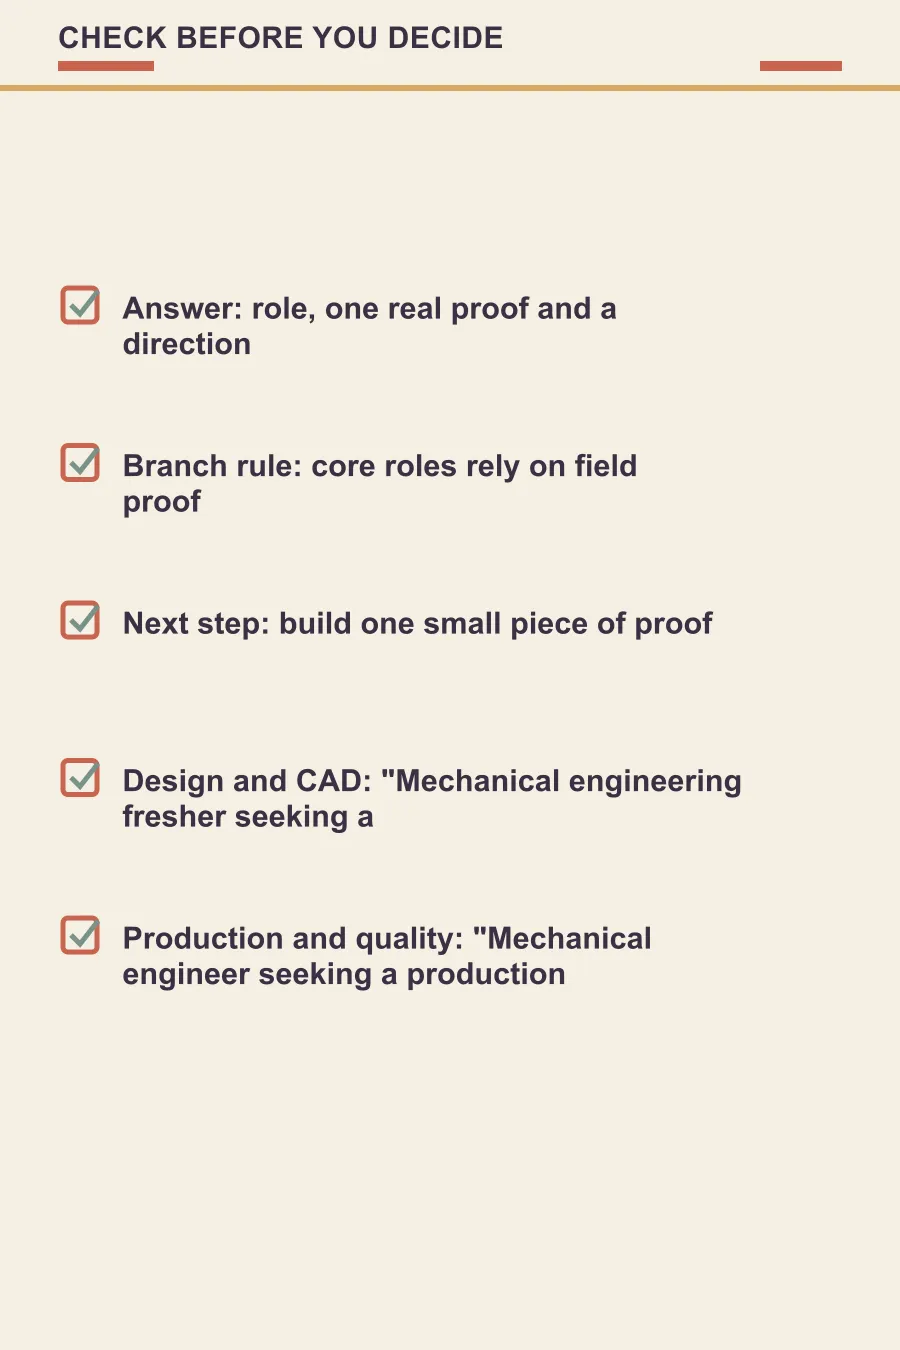 CHECK BEFORE YOU DECIDE
Answer: role, one real proof and a
direction
Branch rule: core roles rely on field
proof
Next step: build one small piece of proof
Design and CAD: "Mechanical engineering
fresher seeking a
Production and quality: "Mechanical
engineer seeking a production